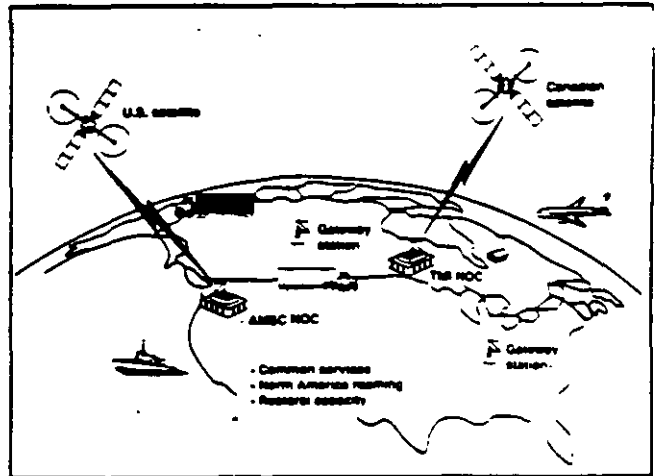 U.S. satellite
Canadian
satellite
Gateway
station
TMI NOC
AMSC NOC
Gateway
station
- Common services
- North America roaming
- Restoral capacity